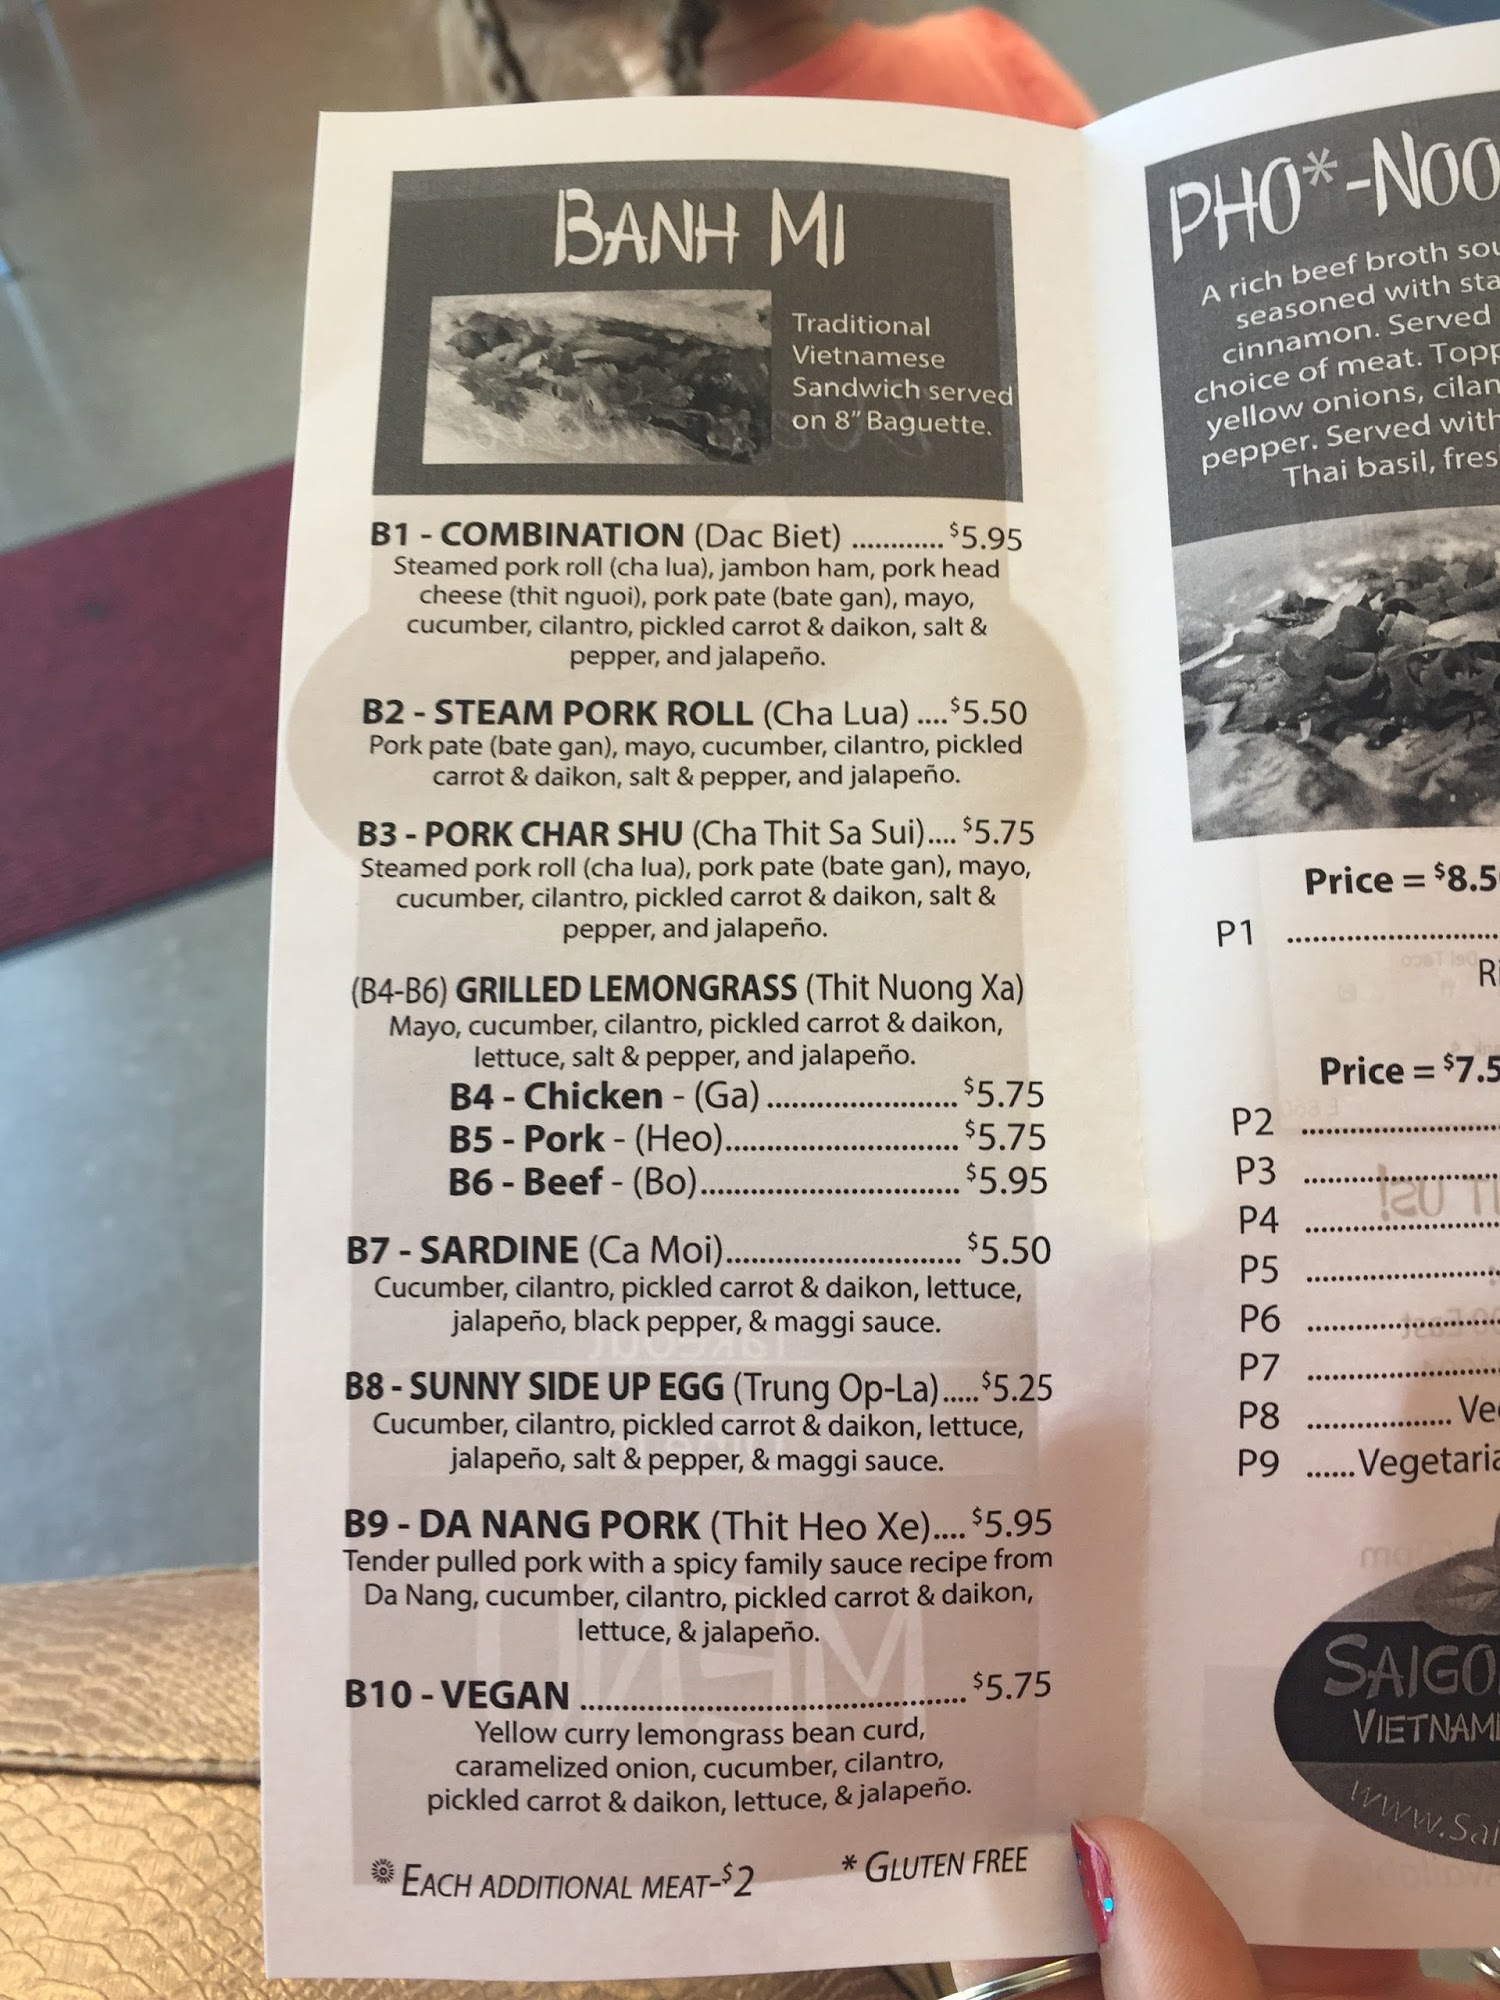 BANH MI
Traditional
Vietnamese
Sandwich served
on 8" Baguette.
B1 - COMBINATION (Dac Biet) ............ $5.95
Steamed pork roll (cha lua), jambon ham, pork head
cheese (thit nguoi), pork pate (bate gan), mayo,
cucumber, cilantro, pickled carrot & daikon, salt &
pepper, and jalapeño.
B2 - STEAM PORK ROLL (Cha Lua) .... $5.50
Pork pate (bate gan), mayo, cucumber, cilantro, pickled
carrot & daikon, salt & pepper, and jalapeño.
B3 - PORK CHAR SHU (Cha Thit Sa Sui).... $5.75
Steamed pork roll (cha lua), pork pate (bate gan), mayo,
cucumber, cilantro, pickled carrot & daikon, salt &
pepper, and jalapeño.
(B4-B6) GRILLED LEMONGRASS (Thit Nuong Xa)
Mayo, cucumber, cilantro, pickled carrot & daikon,
lettuce, salt & pepper, and jalapeño.
B4 - Chicken - (Ga) ........................ $5.75
B5 - Pork - (Heo)............................. $5.75
B6 - Beef - (Bo)................................ $5.95
B7 - SARDINE (Ca Moi)............................. $5.50
Cucumber, cilantro, pickled carrot & daikon, lettuce,
jalapeño, black pepper, & maggi sauce.
B8 - SUNNY SIDE UP EGG (Trung Op-La)..... $5.25
Cucumber, cilantro, pickled carrot & daikon, lettuce,
jalapeño, salt & pepper, & maggi sauce.
B9 - DA NANG PORK (Thit Heo Xe).... $5.95
Tender pulled pork with a spicy family sauce recipe from
Da Nang, cucumber, cilantro, pickled carrot & daikon,
lettuce, & jalapeño.
B10 - VEGAN ................................................ $5.75
Yellow curry lemongrass bean curd,
caramelized onion, cucumber, cilantro,
pickled carrot & daikon, lettuce, & jalapeño.
EACH ADDITIONAL MEAT-$2 * GLUTEN FREE
PHO*-NOO
A rich beef broth sou
seasoned with sta
cinnamon. Served
choice of meat. Topp
yellow onions, cilan
pepper. Served with
Thai basil, fres
Price = $8.5
P1 ..........................
Ri
Price = $7.5
P2 .........................
P3 .........................
P4 .........................
P5 .........................
P6 .........................
P7 .........................
P8 .................. Ve
P9 ......Vegetaria
SAIGO
VIETNAM
www.Sai